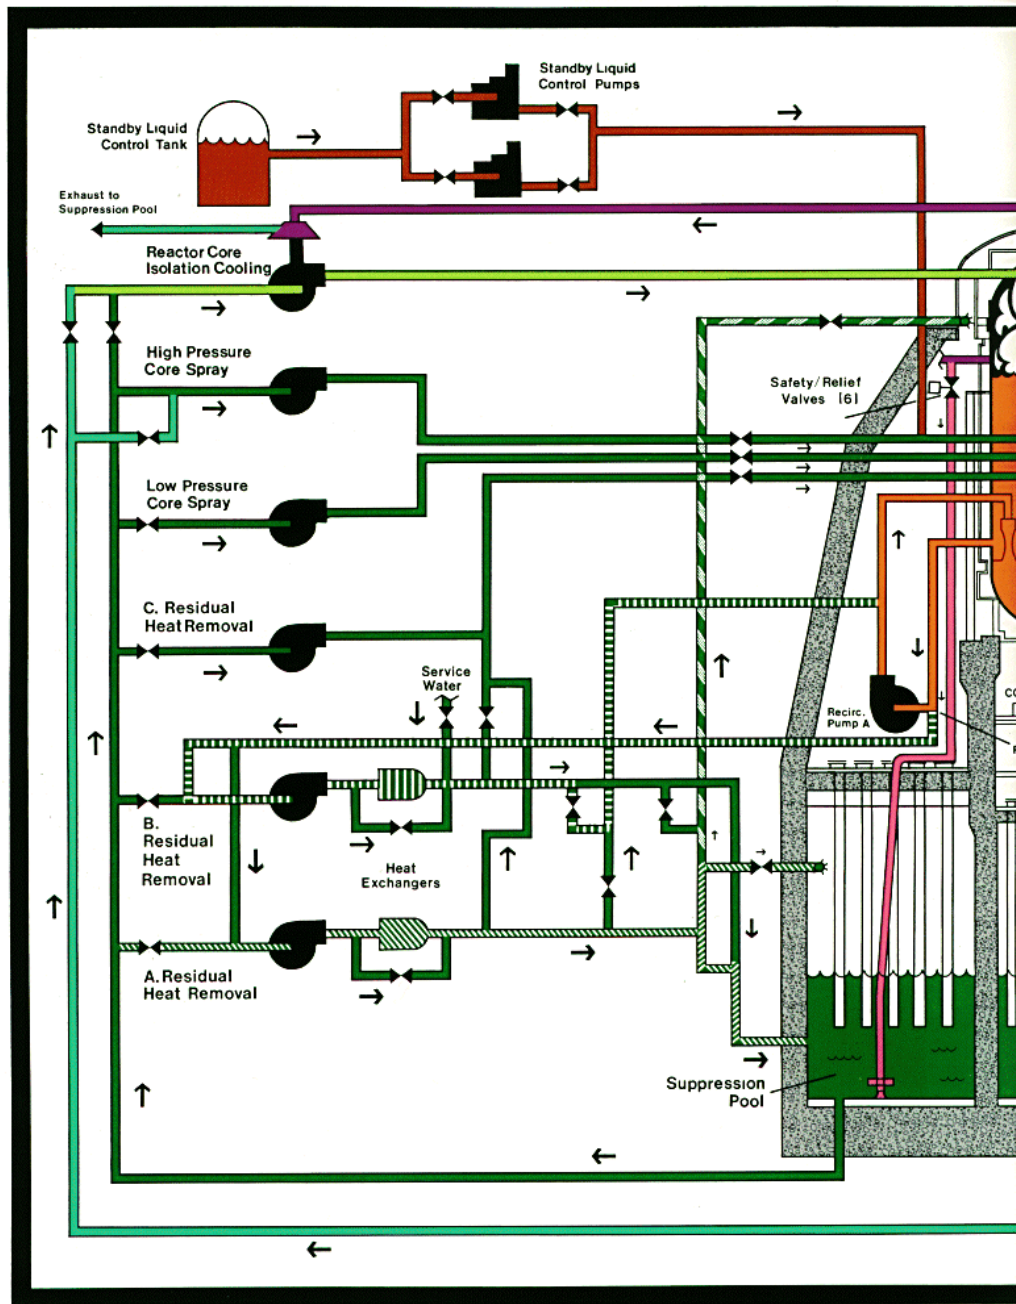 Standby Liquid
Control Pumps
Standby Liquid
Control Tank
Exhaust to
Suppression Pool
Reactor Core
Isolation Cooling
High Pressure
Core Spray
Safety/Relief
Valves [6]
Low Pressure
Core Spray
C. Residual
Heat Removal
Service
Water
Recirc.
Pump A
B.
Residual
Heat
Removal
Heat
Exchangers
A. Residual
Heat Removal
Suppression
Pool